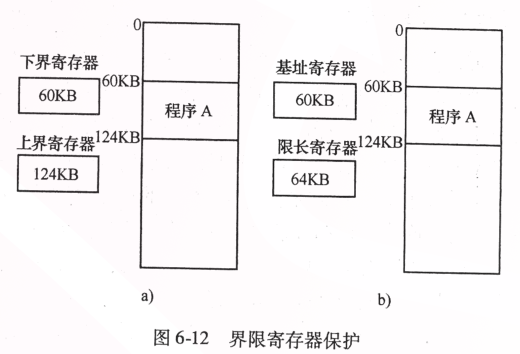 0
下界寄存器
60KB
60KB
程序 A
上界寄存器
124KB
124KB
a)
0
基址寄存器
60KB
60KB
程序 A
限长寄存器
124KB
64KB
b)
图 6-12 界限寄存器保护